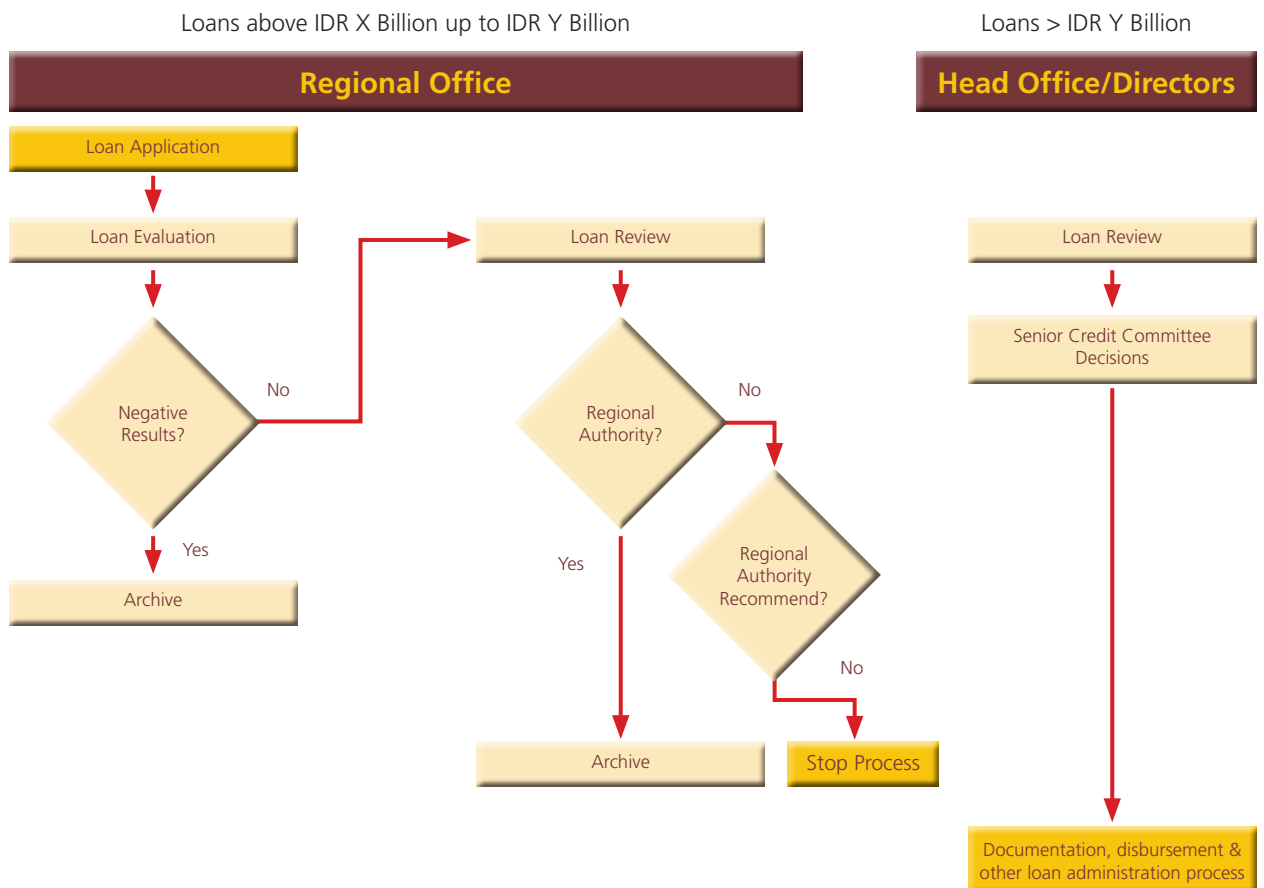 Loans above IDR X Billion up to IDR Y Billion
Loans > IDR Y Billion
Regional Office
Head Office/Directors
Loan Application
Loan Evaluation
Loan Review
Loan Review
Senior Credit Committee
Decisions
No
No
Negative
Results?
Regional
Authority?
Yes
Yes
Regional
Authority
Recommend?
Archive
No
Archive
Stop Process
Documentation, disbursement &
other loan administration process